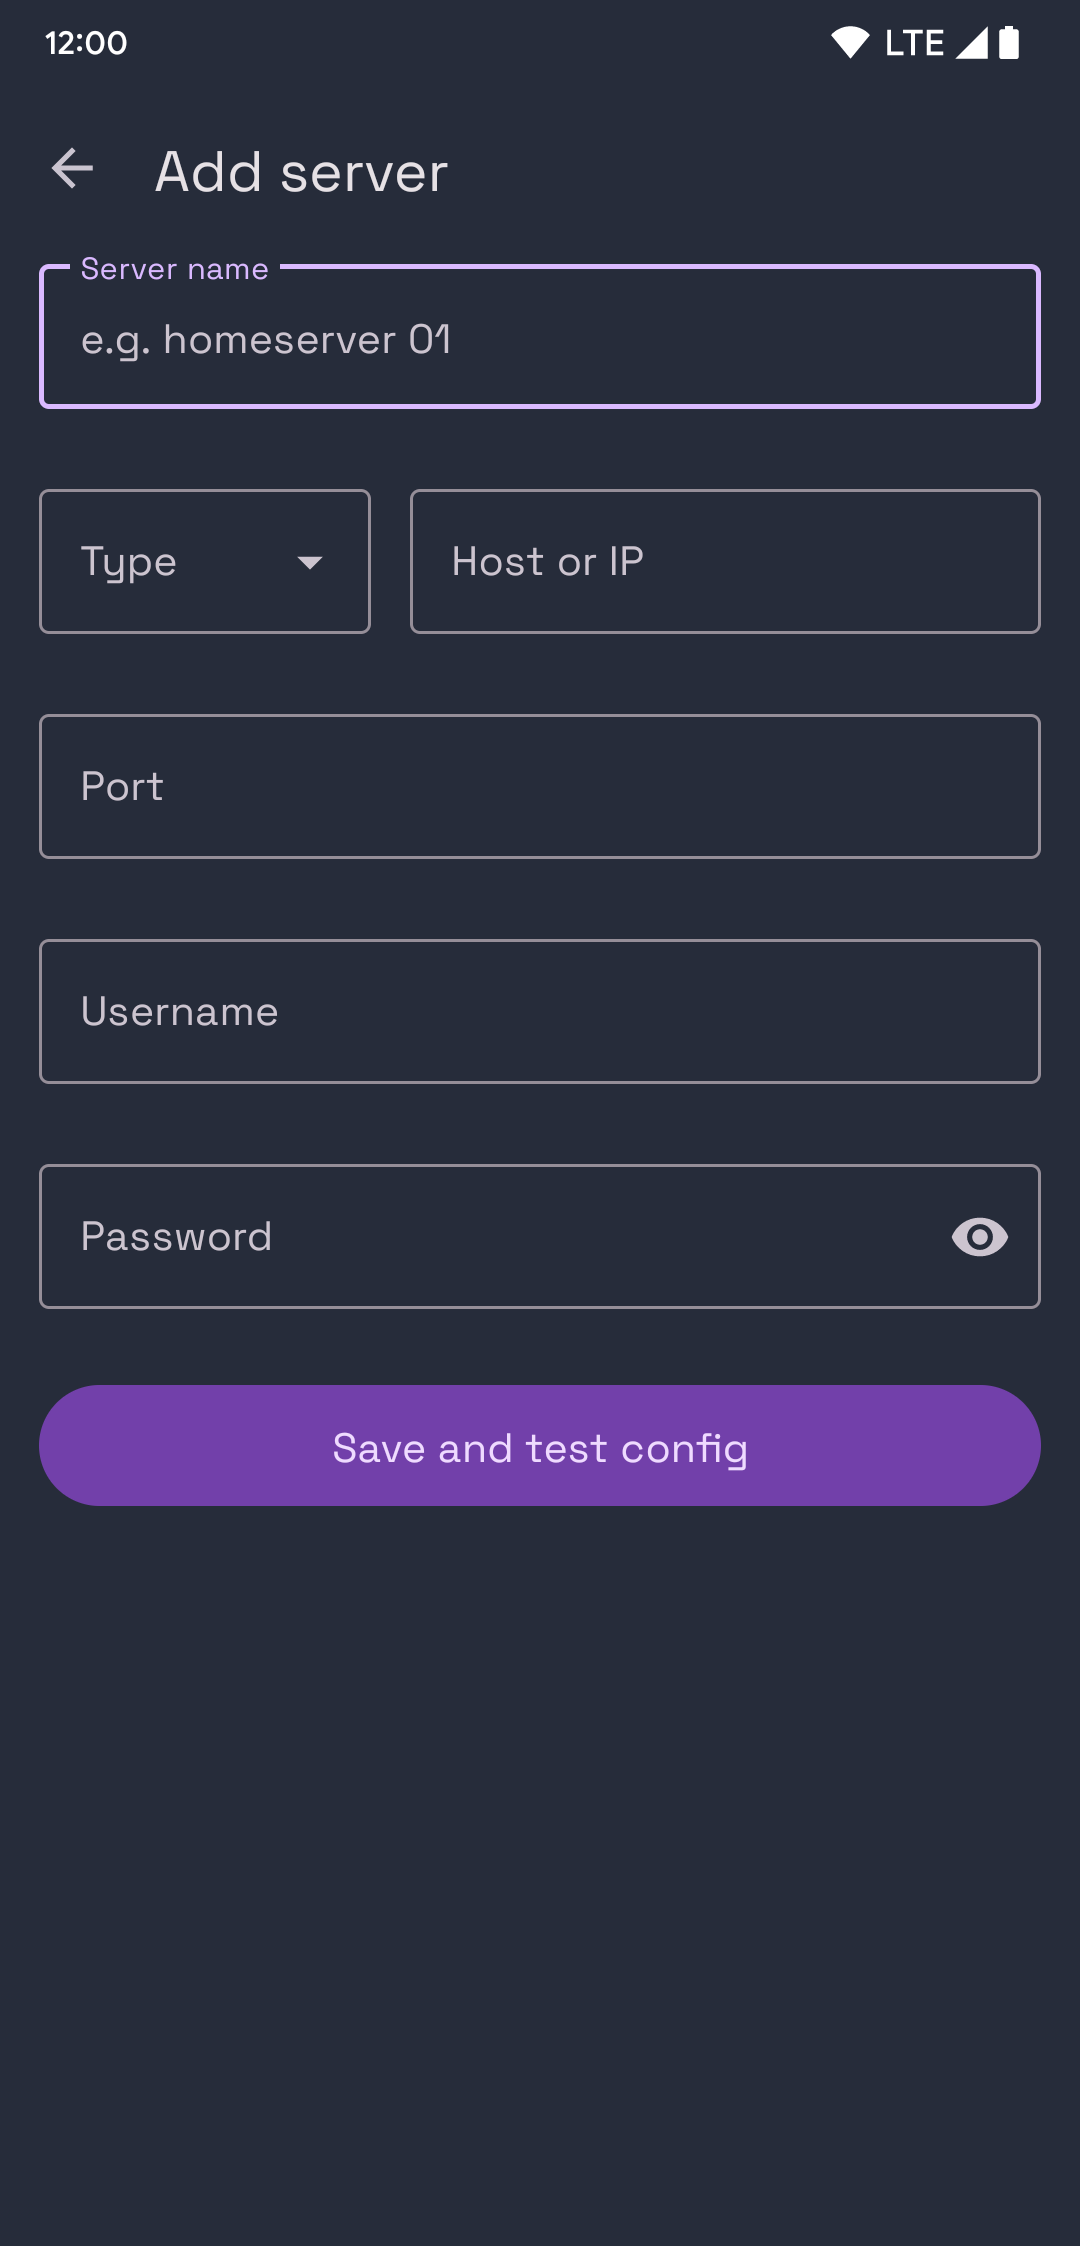 12:00 LTE
Add server
Server name
e.g. homeserver 01
Type
Host or IP
Port
Username
Password
Save and test config